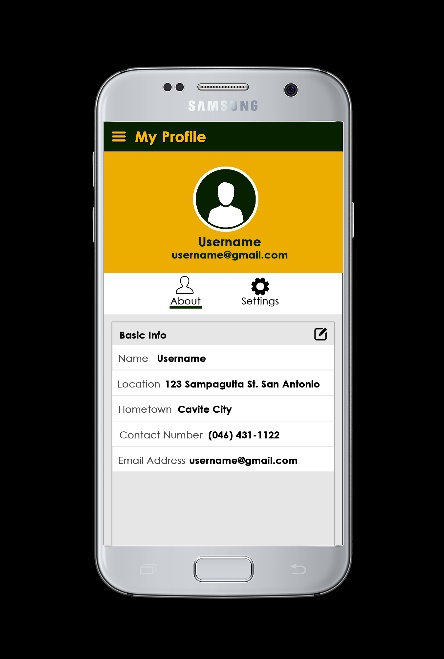 SAMSUNG
My Profile
Username
username@gmail.com
About Settings
Basic Info
Name Username
Location 123 Sampaguita St. San Antonio
Hometown Cavite City
Contact Number (046) 431-1122
Email Address username@gmail.com